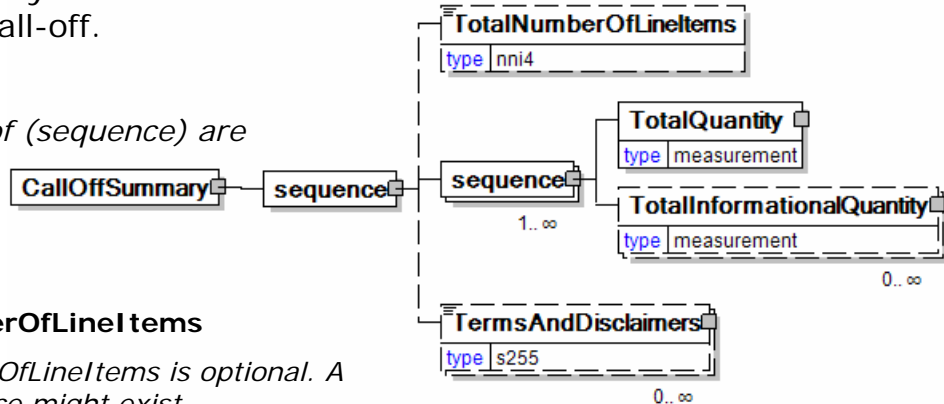 all-off.
of (sequence) are
erOfLineItems
OfLineItems is optional. A
TotalNumberOfLineItems
type nni4
CallOffSummary
sequence
sequence
1.. ∞
TotalQuantity
type measurement
TotalInformationalQuantity
type measurement
0.. ∞
TermsAndDisclaimers
type s255
0.. ∞